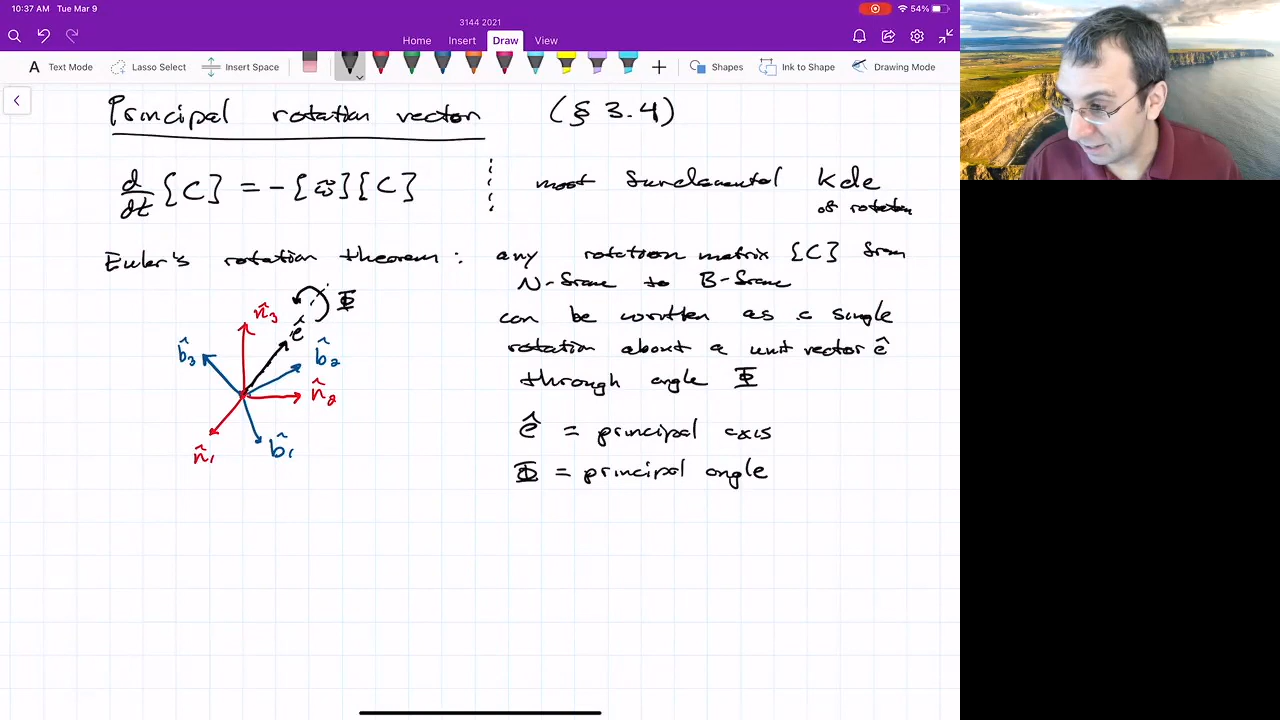 10:37 AM Tue Mar 9
54%
3144 2021
Home Insert Draw View
A Text Mode Lasso Select Insert Space Shapes Ink to Shape Drawing Mode
Principal rotation vector (§ 3.4)
d/dt [C] = -[ω̃][C] most fundamental kde
of rotation
Euler's rotation theorem : any rotation matrix [C] from
N-frame to B-frame
can be written as a single
rotation about a unit vector ê
through angle Φ
ê = principal axis
Φ = principal angle
Φ
n̂3
ê
b̂3
b̂2
n̂2
n̂1
b̂1